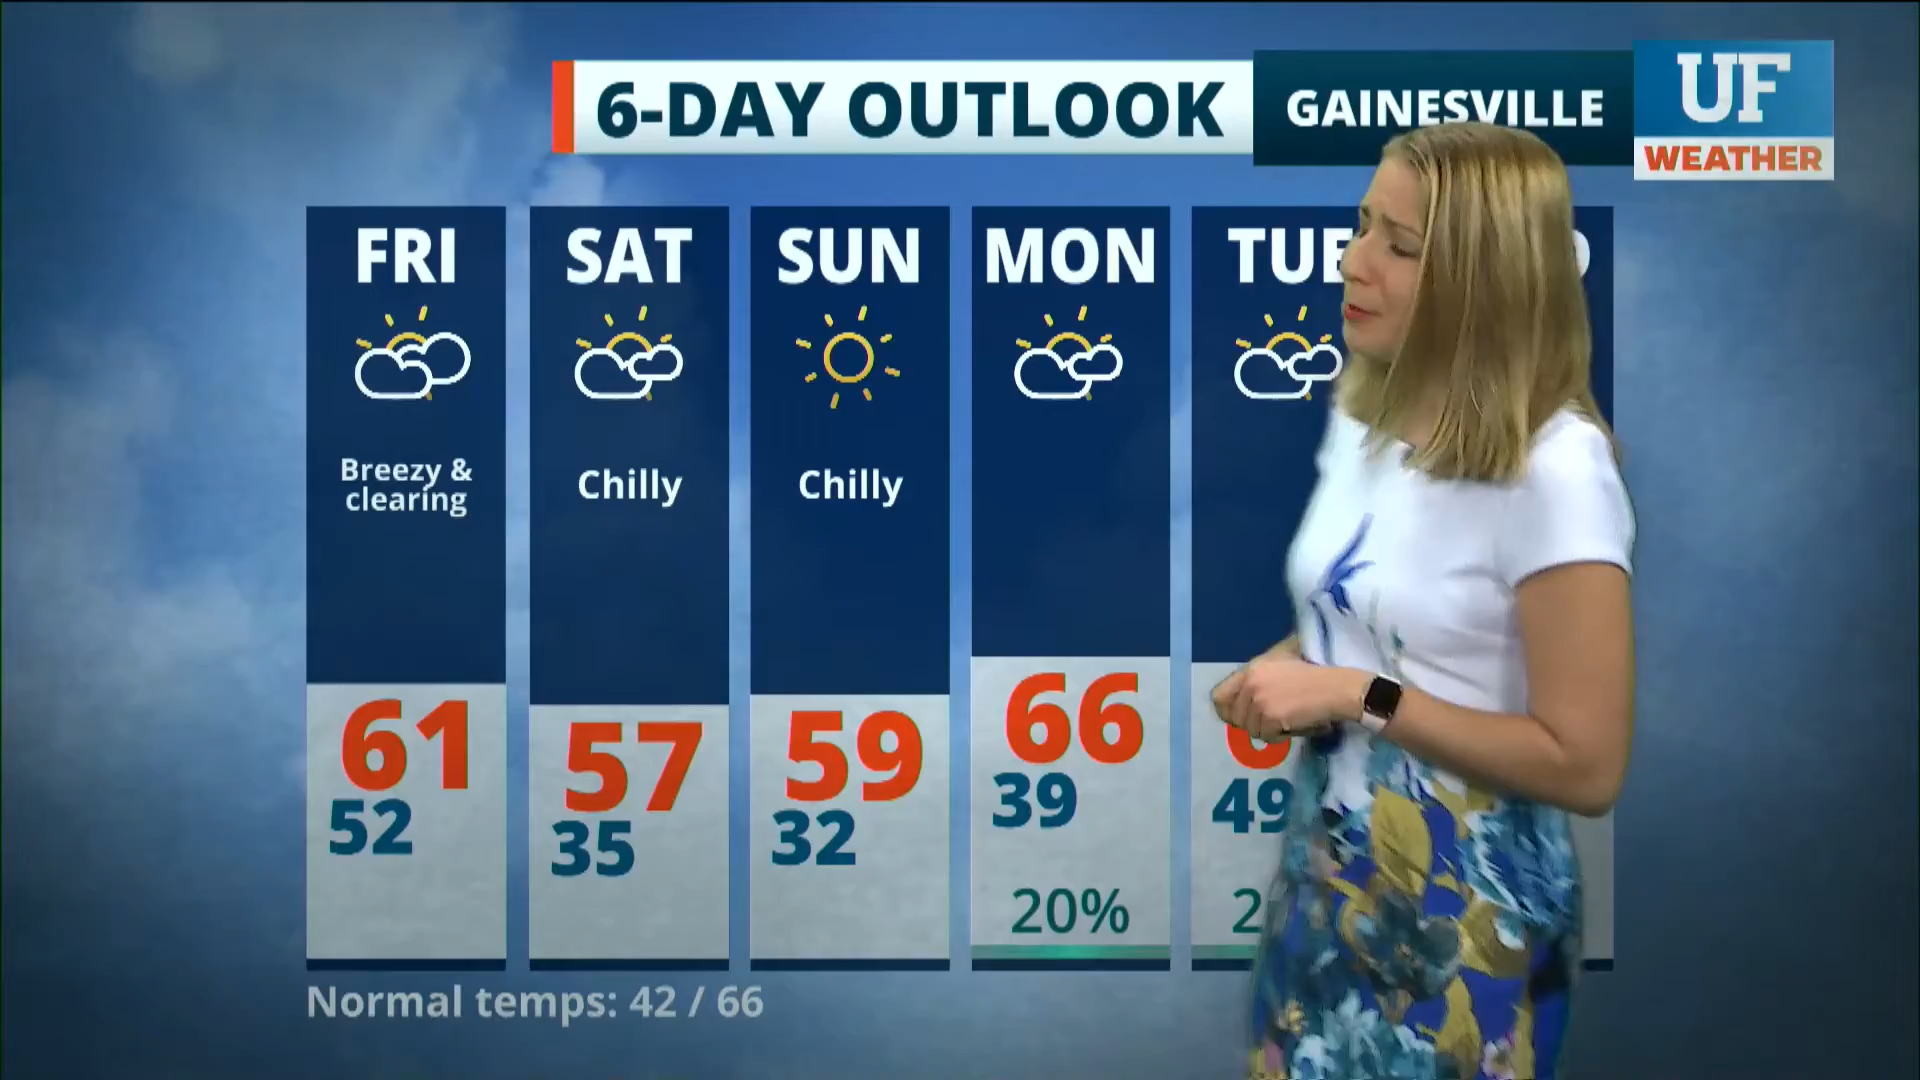 6-DAY OUTLOOK
GAINESVILLE
UF
WEATHER
FRI
SAT
SUN
MON
TUE
Breezy &
clearing
Chilly
Chilly
61
52
57
35
59
32
66
39
49
20%
Normal temps: 42 / 66